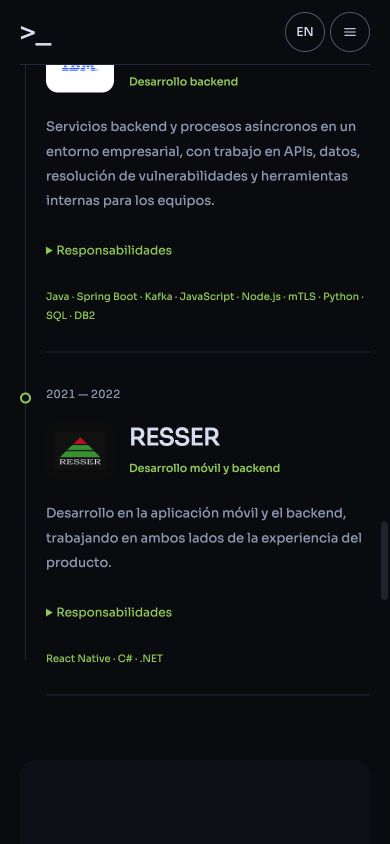 >_
EN
IBM
Desarrollo backend
Servicios backend y procesos asíncronos en un
entorno empresarial, con trabajo en APIs, datos,
resolución de vulnerabilidades y herramientas
internas para los equipos.
▶ Responsabilidades
Java · Spring Boot · Kafka · JavaScript · Node.js · mTLS · Python ·
SQL · DB2
2021 — 2022
RESSER
RESSER
Desarrollo móvil y backend
Desarrollo en la aplicación móvil y el backend,
trabajando en ambos lados de la experiencia del
producto.
▶ Responsabilidades
React Native · C# · .NET